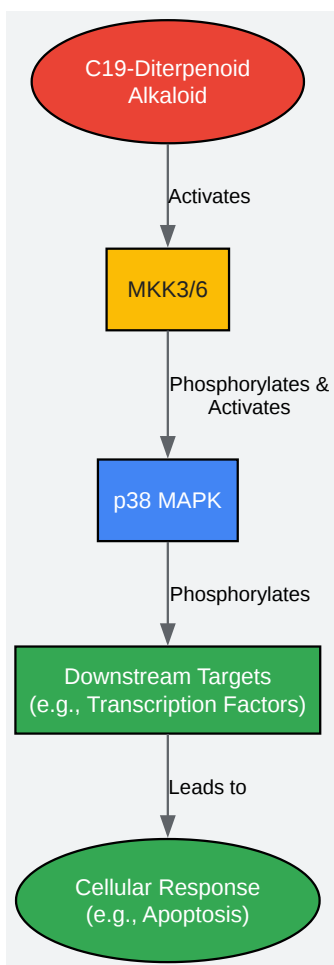 C19-Diterpenoid
Alkaloid
Activates
MKK3/6
Phosphorylates &
Activates
p38 MAPK
Phosphorylates
Downstream Targets
(e.g., Transcription Factors)
Leads to
Cellular Response
(e.g., Apoptosis)